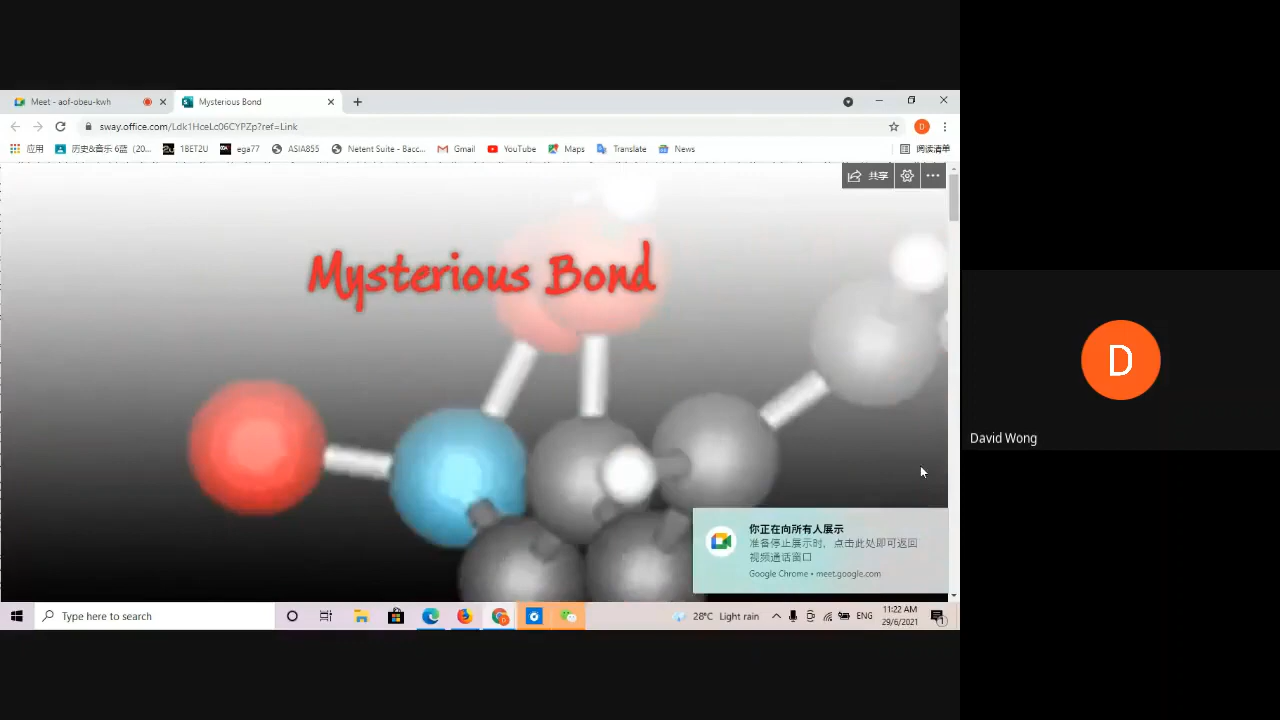 Meet - aof-obeu-kwh
Mysterious Bond
sway.office.com/Ldk1HceLc06CYPZp?ref=Link
D
应用
历史&音乐 6蓝 (20...
1BET2U
ega77
ASIA855
Netent Suite - Bacc...
Gmail
YouTube
Maps
Translate
News
阅读清单
共享
Mysterious Bond
D
David Wong
你正在向所有人展示
准备停止展示时，点击此处即可返回
视频通话窗口
Google Chrome • meet.google.com
Type here to search
28°C Light rain
ENG
11:22 AM
29/6/2021
1